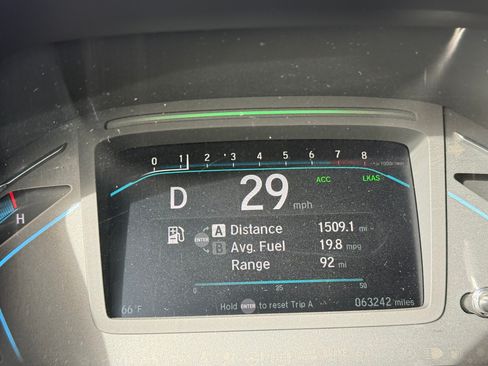 0 1 2 3 4 5 6 7 8 x1000r/min
ACC LKAS
D 29 mph
H
A Distance 1509.1 mi
ENTER
B Avg. Fuel 19.8 mpg
Range 92 mi
0 25 50
66°F Hold ENTER to reset Trip A 063242 miles